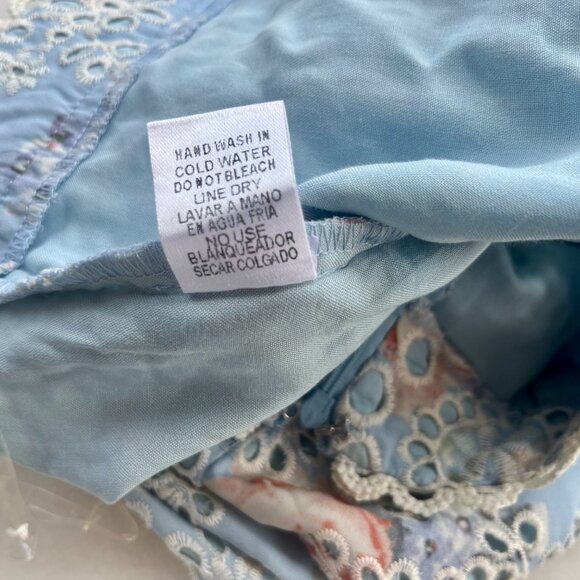 HAND WASH IN
COLD WATER
DO NOT BLEACH
LINE DRY
LAVAR A MANO
EN AGUA FRIA
NO USE
BLANQUEADOR
SECAR COLGADO